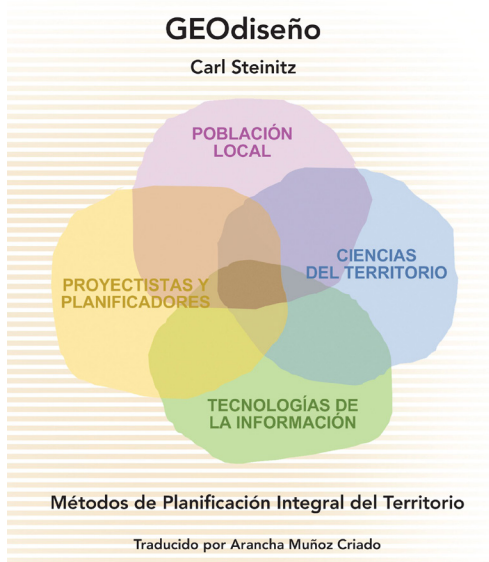 GEOdiseño
Carl Steinitz
POBLACIÓN
LOCAL
CIENCIAS
DEL TERRITORIO
PROYECTISTAS Y
PLANIFICADORES
TECNOLOGÍAS DE
LA INFORMACIÓN
Métodos de Planificación Integral del Territorio
Traducido por Arancha Muñoz Criado